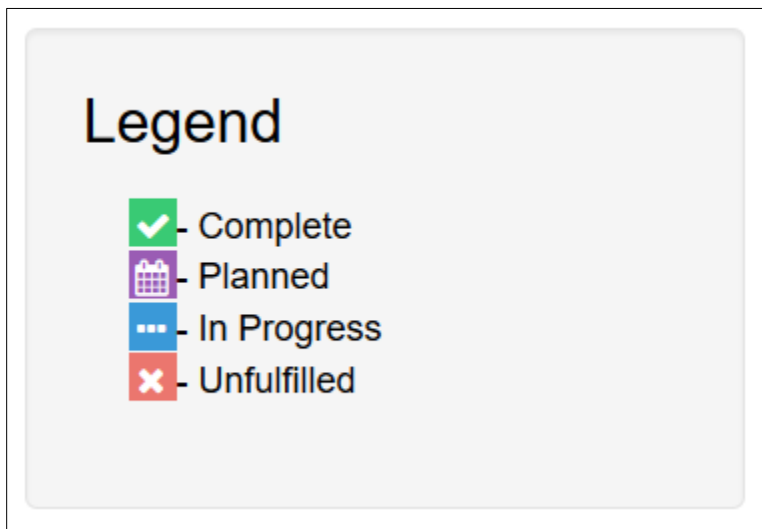 Legend
- Complete
- Planned
- In Progress
- Unfulfilled